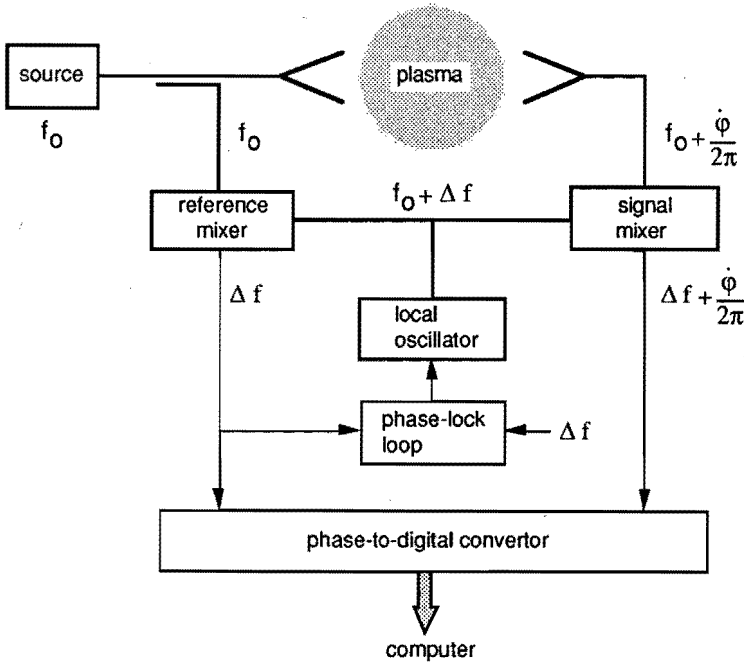 source
plasma
f₀
f₀
f₀ + φ̇/2π
reference
mixer
f₀ + Δf
signal
mixer
Δf
Δf + φ̇/2π
local
oscillator
phase-lock
loop
Δf
phase-to-digital convertor
computer